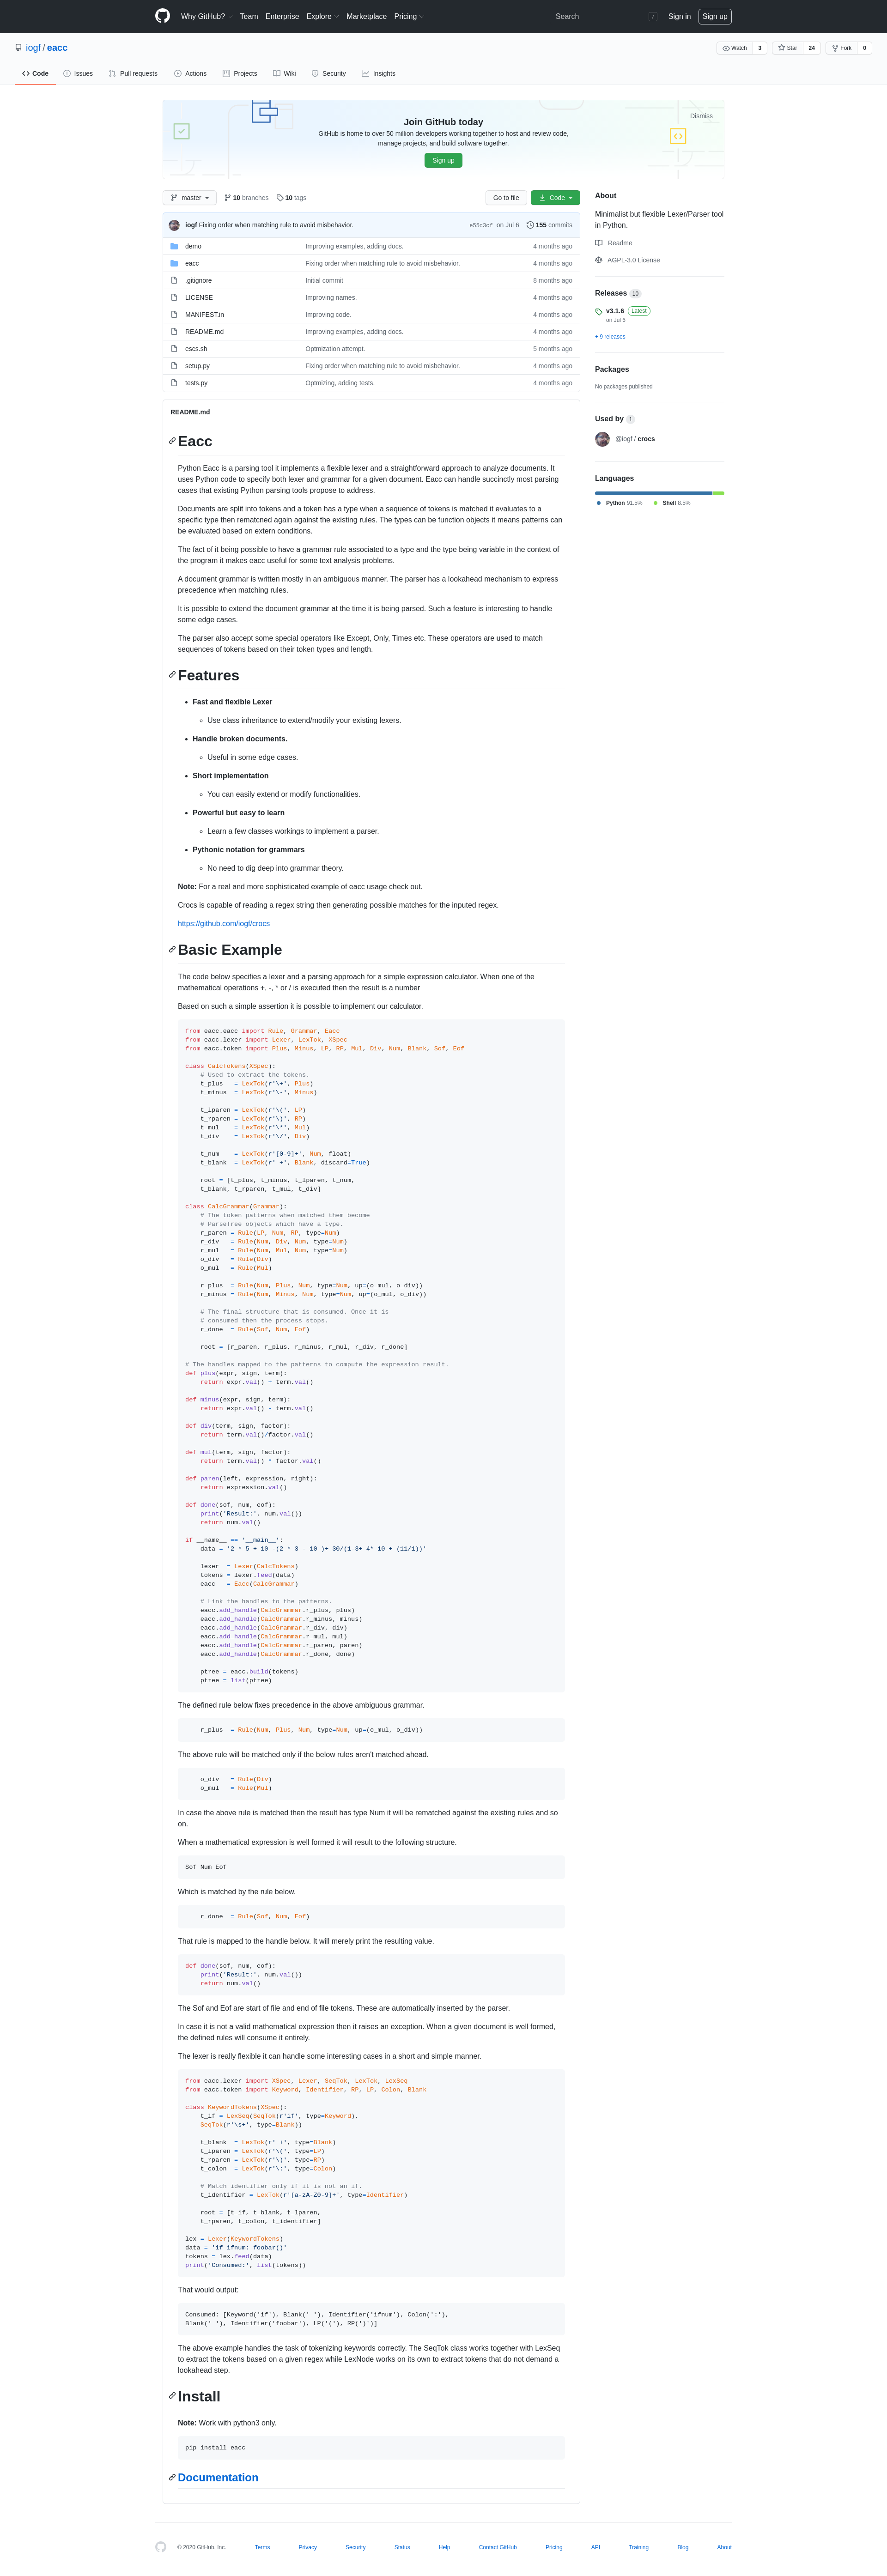 Why GitHub? Team Enterprise Explore Marketplace Pricing Search / Sign in Sign up
iogf / eacc Watch 3 Star 24 Fork 0
Code Issues Pull requests Actions Projects Wiki Security Insights
Dismiss
Join GitHub today
GitHub is home to over 50 million developers working together to host and review code,
manage projects, and build software together.
Sign up
master 10 branches 10 tags Go to file Code
iogf Fixing order when matching rule to avoid misbehavior. e55c3cf on Jul 6 155 commits
demo Improving examples, adding docs. 4 months ago
eacc Fixing order when matching rule to avoid misbehavior. 4 months ago
.gitignore Initial commit 8 months ago
LICENSE Improving names. 4 months ago
MANIFEST.in Improving code. 4 months ago
README.md Improving examples, adding docs. 4 months ago
escs.sh Optmization attempt. 5 months ago
setup.py Fixing order when matching rule to avoid misbehavior. 4 months ago
tests.py Optmizing, adding tests. 4 months ago
About
Minimalist but flexible Lexer/Parser tool
in Python.
Readme
AGPL-3.0 License
Releases 10
v3.1.6 Latest
on Jul 6
+ 9 releases
Packages
No packages published
Used by 1
@iogf / crocs
Languages
Python 91.5% Shell 8.5%
README.md
Eacc
Python Eacc is a parsing tool it implements a flexible lexer and a straightforward approach to analyze documents. It
uses Python code to specify both lexer and grammar for a given document. Eacc can handle succinctly most parsing
cases that existing Python parsing tools propose to address.
Documents are split into tokens and a token has a type when a sequence of tokens is matched it evaluates to a
specific type then rematcned again against the existing rules. The types can be function objects it means patterns can
be evaluated based on extern conditions.
The fact of it being possible to have a grammar rule associated to a type and the type being variable in the context of
the program it makes eacc useful for some text analysis problems.
A document grammar is written mostly in an ambiguous manner. The parser has a lookahead mechanism to express
precedence when matching rules.
It is possible to extend the document grammar at the time it is being parsed. Such a feature is interesting to handle
some edge cases.
The parser also accept some special operators like Except, Only, Times etc. These operators are used to match
sequences of tokens based on their token types and length.
Features
Fast and flexible Lexer
Use class inheritance to extend/modify your existing lexers.
Handle broken documents.
Useful in some edge cases.
Short implementation
You can easily extend or modify functionalities.
Powerful but easy to learn
Learn a few classes workings to implement a parser.
Pythonic notation for grammars
No need to dig deep into grammar theory.
Note: For a real and more sophisticated example of eacc usage check out.
Crocs is capable of reading a regex string then generating possible matches for the inputed regex.
https://github.com/iogf/crocs
Basic Example
The code below specifies a lexer and a parsing approach for a simple expression calculator. When one of the
mathematical operations +, -, * or / is executed then the result is a number
Based on such a simple assertion it is possible to implement our calculator.
from eacc.eacc import Rule, Grammar, Eacc
from eacc.lexer import Lexer, LexTok, XSpec
from eacc.token import Plus, Minus, LP, RP, Mul, Div, Num, Blank, Sof, Eof
class CalcTokens(XSpec):
# Used to extract the tokens.
t_plus = LexTok(r'\+', Plus)
t_minus = LexTok(r'\-', Minus)
t_lparen = LexTok(r'\(', LP)
t_rparen = LexTok(r'\)', RP)
t_mul = LexTok(r'\*', Mul)
t_div = LexTok(r'\/', Div)
t_num = LexTok(r'[0-9]+', Num, float)
t_blank = LexTok(r' +', Blank, discard=True)
root = [t_plus, t_minus, t_lparen, t_num,
t_blank, t_rparen, t_mul, t_div]
class CalcGrammar(Grammar):
# The token patterns when matched them become
# ParseTree objects which have a type.
r_paren = Rule(LP, Num, RP, type=Num)
r_div = Rule(Num, Div, Num, type=Num)
r_mul = Rule(Num, Mul, Num, type=Num)
o_div = Rule(Div)
o_mul = Rule(Mul)
r_plus = Rule(Num, Plus, Num, type=Num, up=(o_mul, o_div))
r_minus = Rule(Num, Minus, Num, type=Num, up=(o_mul, o_div))
# The final structure that is consumed. Once it is
# consumed then the process stops.
r_done = Rule(Sof, Num, Eof)
root = [r_paren, r_plus, r_minus, r_mul, r_div, r_done]
# The handles mapped to the patterns to compute the expression result.
def plus(expr, sign, term):
return expr.val() + term.val()
def minus(expr, sign, term):
return expr.val() - term.val()
def div(term, sign, factor):
return term.val()/factor.val()
def mul(term, sign, factor):
return term.val() * factor.val()
def paren(left, expression, right):
return expression.val()
def done(sof, num, eof):
print('Result:', num.val())
return num.val()
if __name__ == '__main__':
data = '2 * 5 + 10 -(2 * 3 - 10 )+ 30/(1-3+ 4* 10 + (11/1))'
lexer = Lexer(CalcTokens)
tokens = lexer.feed(data)
eacc = Eacc(CalcGrammar)
# Link the handles to the patterns.
eacc.add_handle(CalcGrammar.r_plus, plus)
eacc.add_handle(CalcGrammar.r_minus, minus)
eacc.add_handle(CalcGrammar.r_div, div)
eacc.add_handle(CalcGrammar.r_mul, mul)
eacc.add_handle(CalcGrammar.r_paren, paren)
eacc.add_handle(CalcGrammar.r_done, done)
ptree = eacc.build(tokens)
ptree = list(ptree)
The defined rule below fixes precedence in the above ambiguous grammar.
r_plus = Rule(Num, Plus, Num, type=Num, up=(o_mul, o_div))
The above rule will be matched only if the below rules aren't matched ahead.
o_div = Rule(Div)
o_mul = Rule(Mul)
In case the above rule is matched then the result has type Num it will be rematched against the existing rules and so
on.
When a mathematical expression is well formed it will result to the following structure.
Sof Num Eof
Which is matched by the rule below.
r_done = Rule(Sof, Num, Eof)
That rule is mapped to the handle below. It will merely print the resulting value.
def done(sof, num, eof):
print('Result:', num.val())
return num.val()
The Sof and Eof are start of file and end of file tokens. These are automatically inserted by the parser.
In case it is not a valid mathematical expression then it raises an exception. When a given document is well formed,
the defined rules will consume it entirely.
The lexer is really flexible it can handle some interesting cases in a short and simple manner.
from eacc.lexer import XSpec, Lexer, SeqTok, LexTok, LexSeq
from eacc.token import Keyword, Identifier, RP, LP, Colon, Blank
class KeywordTokens(XSpec):
t_if = LexSeq(SeqTok(r'if', type=Keyword),
SeqTok(r'\s+', type=Blank))
t_blank = LexTok(r' +', type=Blank)
t_lparen = LexTok(r'\(', type=LP)
t_rparen = LexTok(r'\)', type=RP)
t_colon = LexTok(r'\:', type=Colon)
# Match identifier only if it is not an if.
t_identifier = LexTok(r'[a-zA-Z0-9]+', type=Identifier)
root = [t_if, t_blank, t_lparen,
t_rparen, t_colon, t_identifier]
lex = Lexer(KeywordTokens)
data = 'if ifnum: foobar()'
tokens = lex.feed(data)
print('Consumed:', list(tokens))
That would output:
Consumed: [Keyword('if'), Blank(' '), Identifier('ifnum'), Colon(':'),
Blank(' '), Identifier('foobar'), LP('('), RP(')')]
The above example handles the task of tokenizing keywords correctly. The SeqTok class works together with LexSeq
to extract the tokens based on a given regex while LexNode works on its own to extract tokens that do not demand a
lookahead step.
Install
Note: Work with python3 only.
pip install eacc
Documentation
© 2020 GitHub, Inc. Terms Privacy Security Status Help Contact GitHub Pricing API Training Blog About